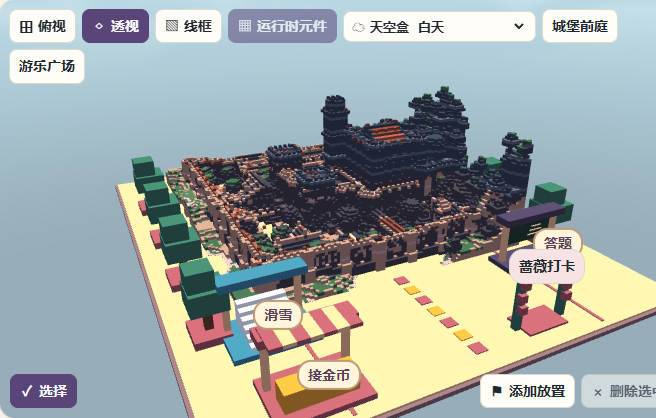 俯视
透视
线框
运行时元件
天空盒 白天
城堡前庭
游乐广场
答题
蔷薇打卡
滑雪
接金币
✓ 选择
添加放置
× 删除选中